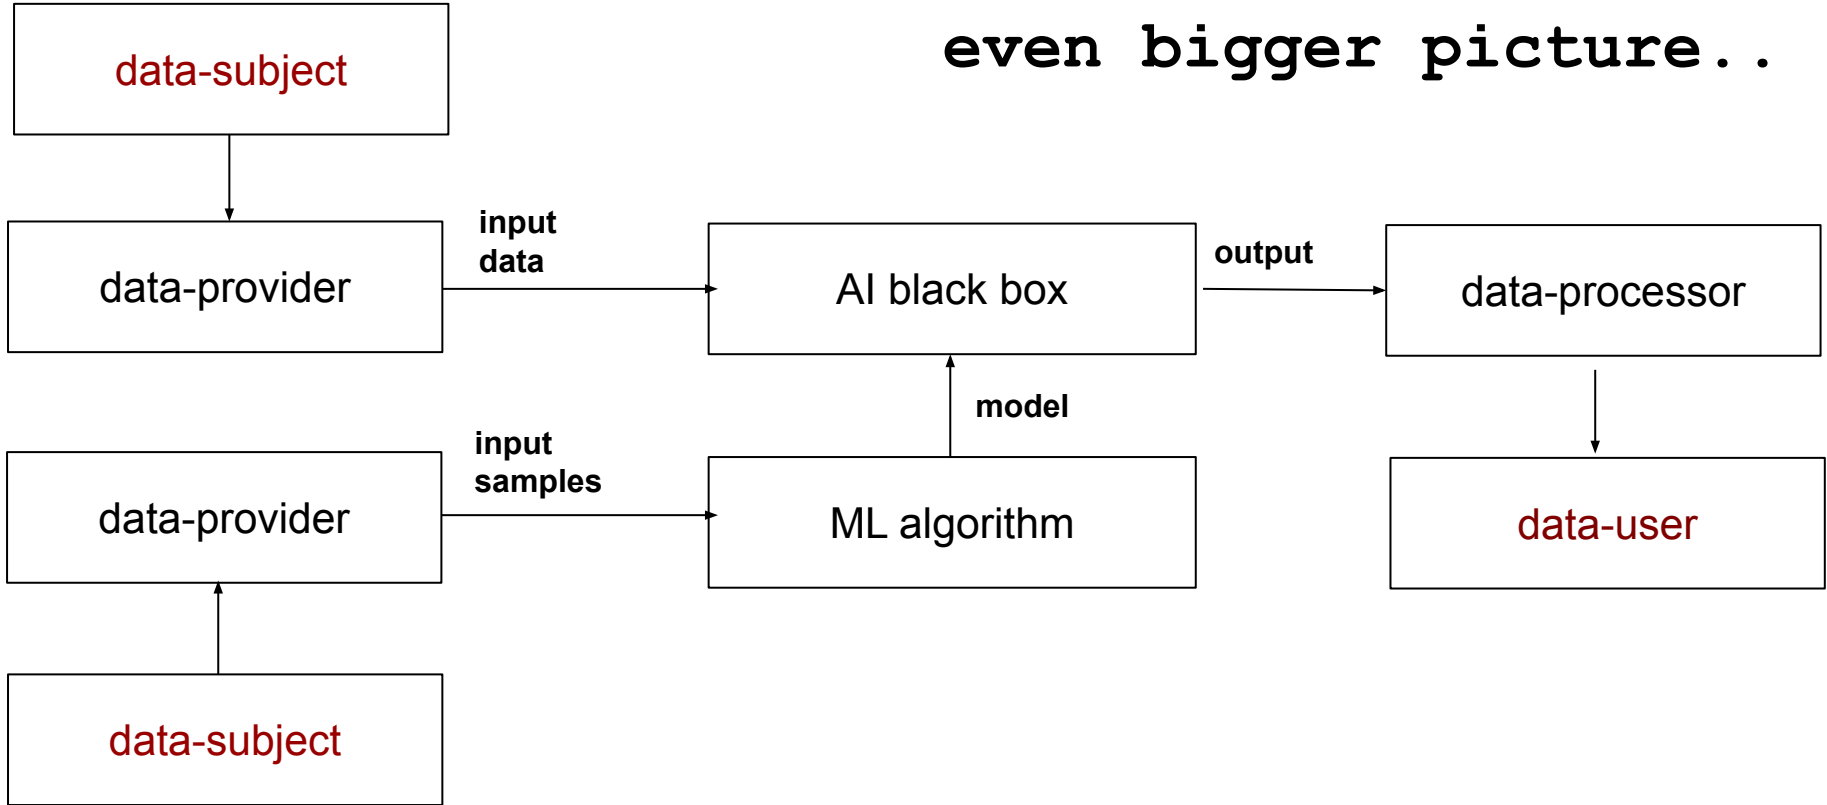 even bigger picture..
data-subject
input
data
data-provider
AI black box
output
data-processor
model
input
samples
data-provider
ML algorithm
data-user
data-subject